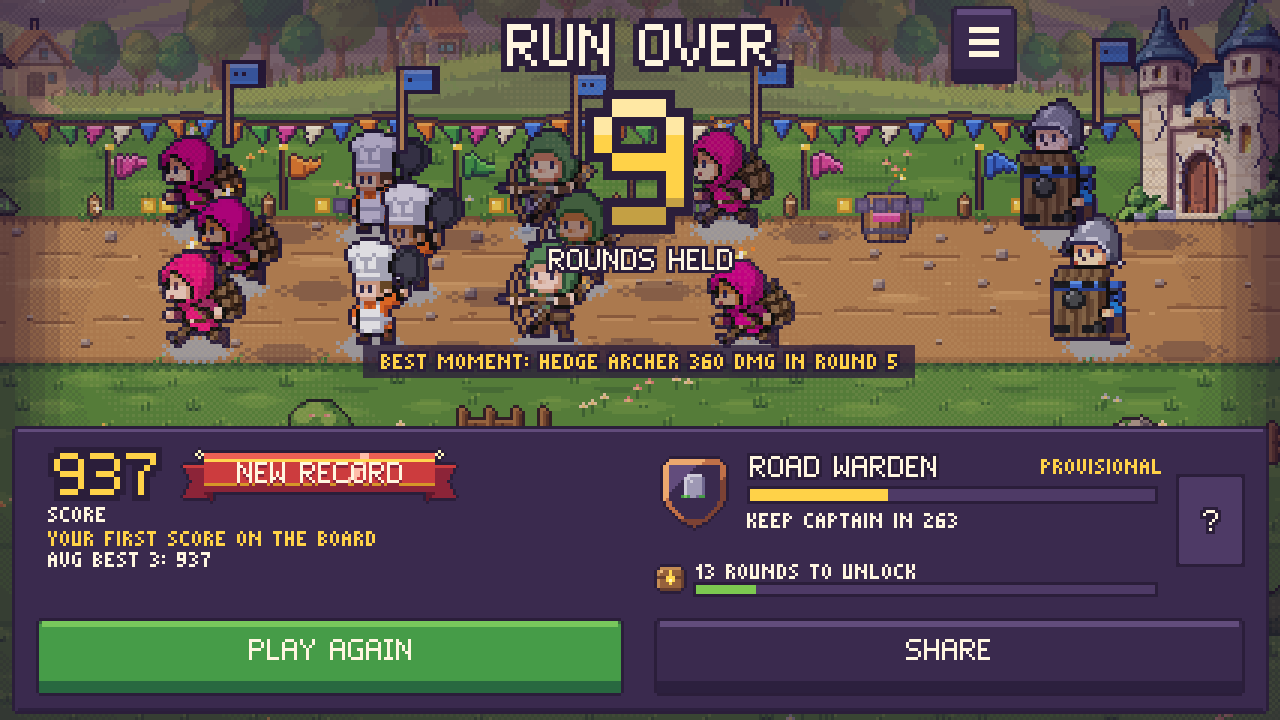 RUN OVER
9
ROUNDS HELD
BEST MOMENT: HEDGE ARCHER 360 DMG IN ROUND 5
937
NEW RECORD
SCORE
YOUR FIRST SCORE ON THE BOARD
AVG BEST 3: 937
ROAD WARDEN
PROVISIONAL
KEEP CAPTAIN IN 263
?
13 ROUNDS TO UNLOCK
PLAY AGAIN
SHARE